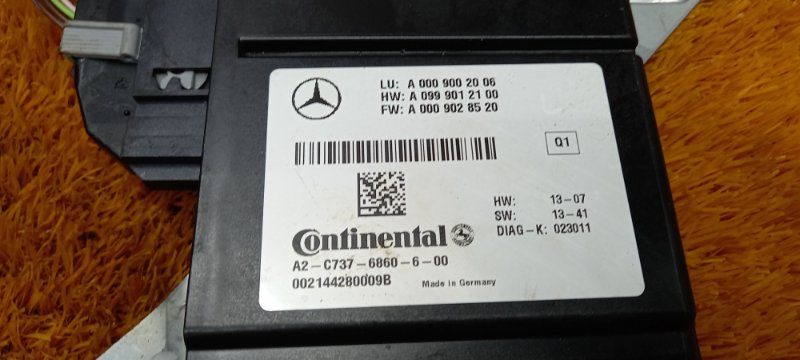 LU: A 000 900 20 06
HW: A 099 901 21 00
FW: A 000 902 85 20
Q1
HW: 13-07
SW: 13-41
DIAG-K: 023011
Continental
A2-C737-6860-6-00
002144280009B Made in Germany